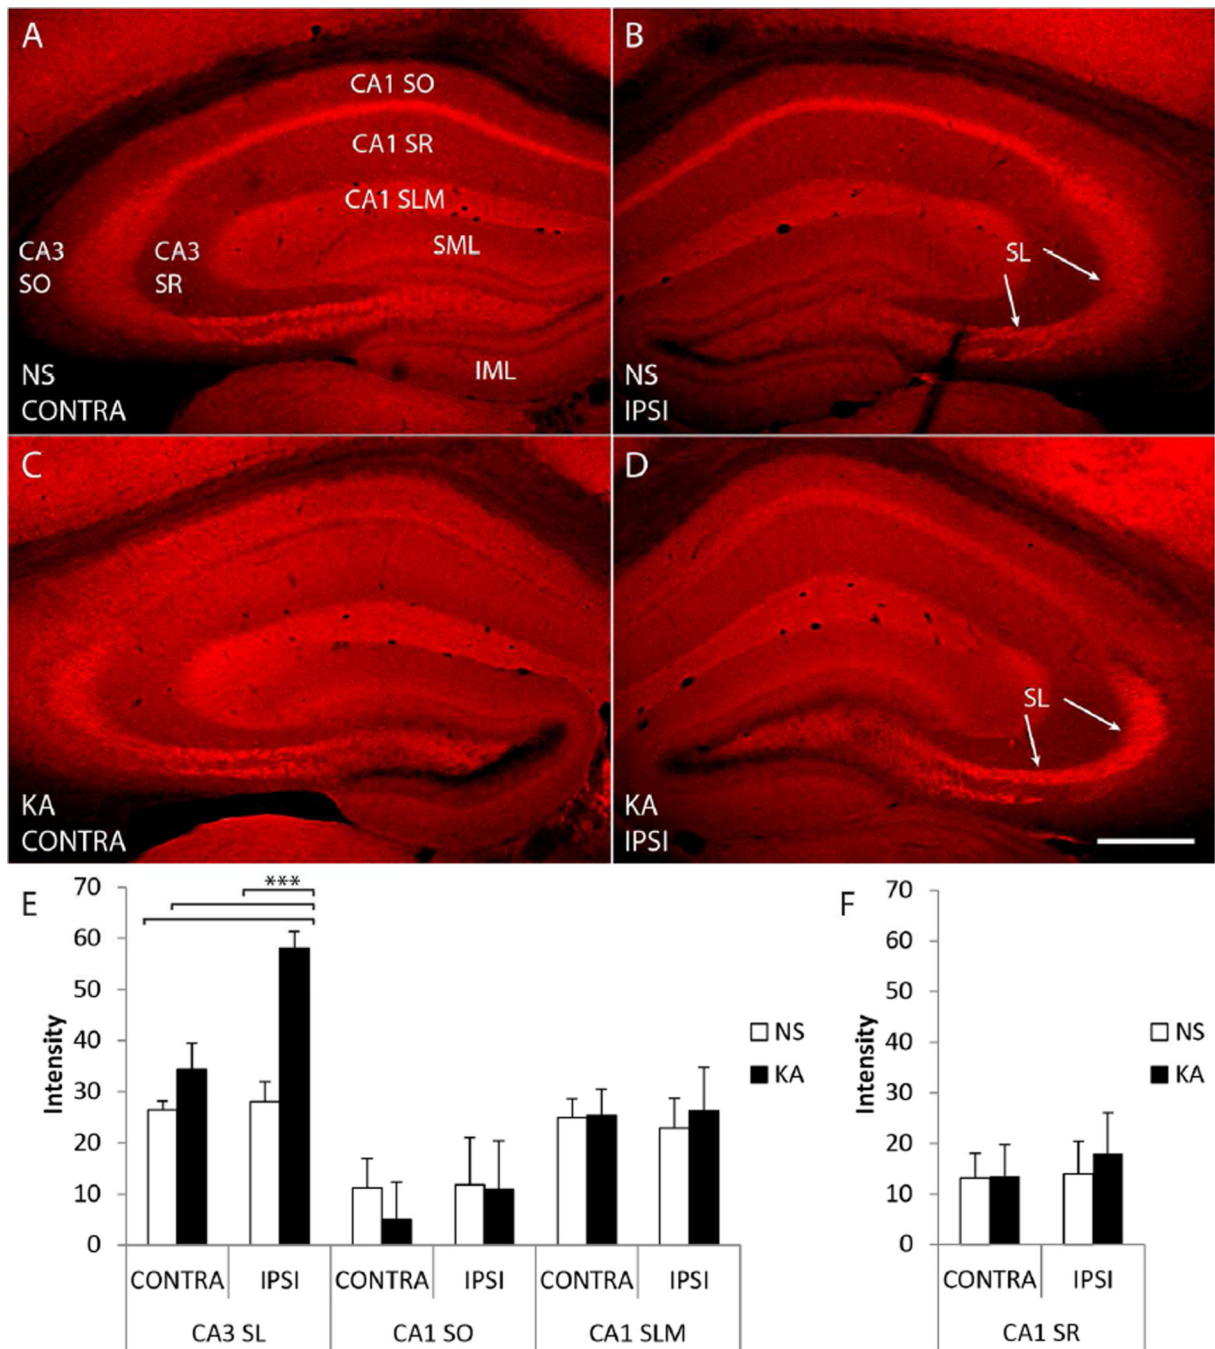 A
CA1 SO
CA1 SR
CA1 SLM
SML
CA3
SO
CA3
SR
IML
NS
CONTRA
B
SL
NS
IPSI
C
KA
CONTRA
D
SL
KA
IPSI
E
70
60
50
40
30
20
10
0
Intensity
***
NS
KA
CONTRA
IPSI
CONTRA
IPSI
CONTRA
IPSI
CA3 SL
CA1 SO
CA1 SLM
F
70
60
50
40
30
20
10
0
Intensity
NS
KA
CONTRA
IPSI
CA1 SR